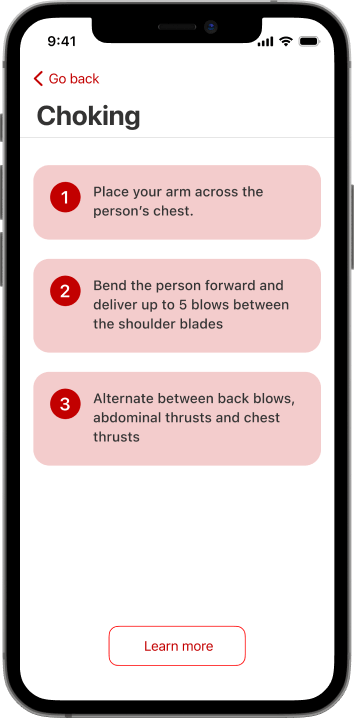 9:41
Go back
Choking
1
Place your arm across the
person's chest.
2
Bend the person forward and
deliver up to 5 blows between
the shoulder blades
3
Alternate between back blows,
abdominal thrusts and chest
thrusts
Learn more